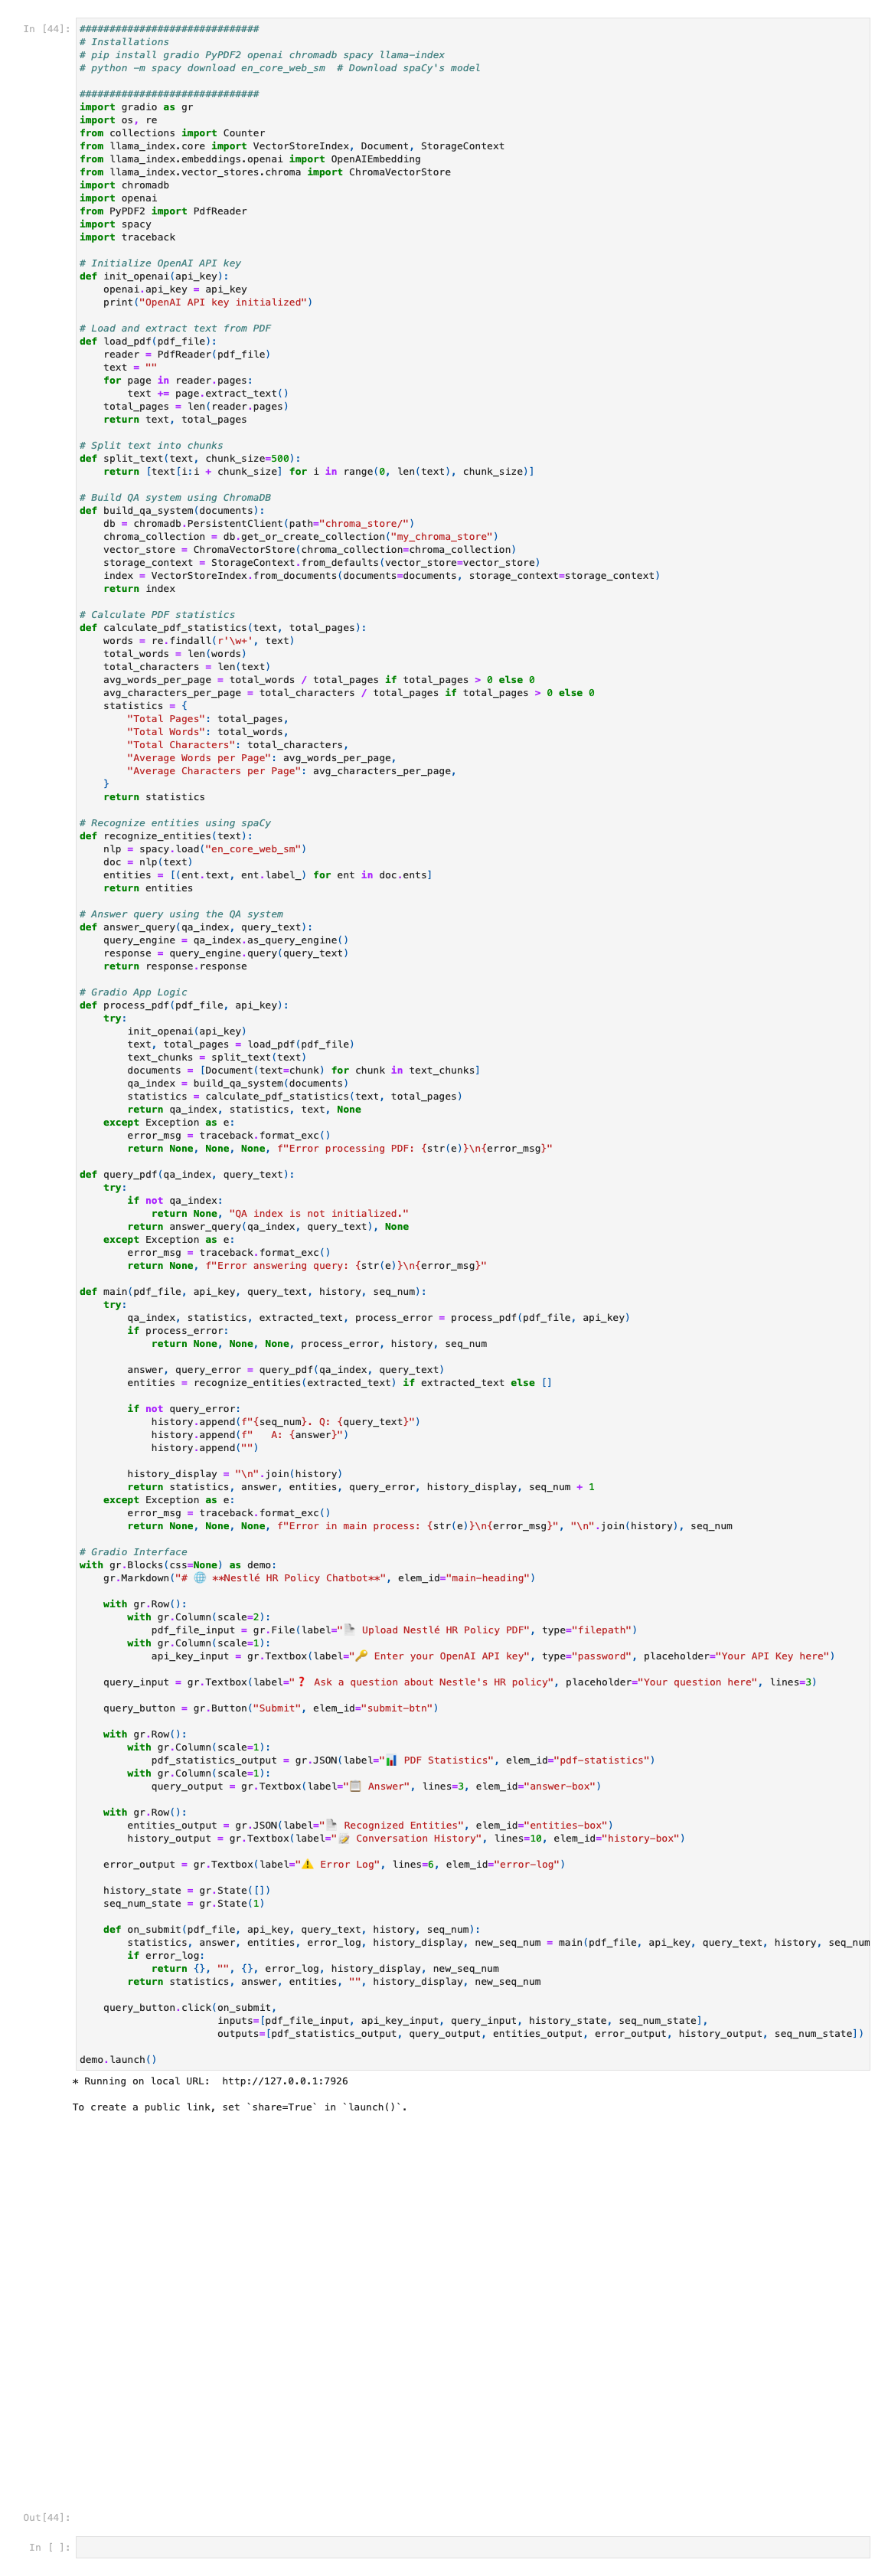 In [44]:
##############################
# Installations
# pip install gradio PyPDF2 openai chromadb spacy llama-index
# python -m spacy download en_core_web_sm  # Download spaCy's model

##############################
import gradio as gr
import os, re
from collections import Counter
from llama_index.core import VectorStoreIndex, Document, StorageContext
from llama_index.embeddings.openai import OpenAIEmbedding
from llama_index.vector_stores.chroma import ChromaVectorStore
import chromadb
import openai
from PyPDF2 import PdfReader
import spacy
import traceback

# Initialize OpenAI API key
def init_openai(api_key):
    openai.api_key = api_key
    print("OpenAI API key initialized")

# Load and extract text from PDF
def load_pdf(pdf_file):
    reader = PdfReader(pdf_file)
    text = ""
    for page in reader.pages:
        text += page.extract_text()
    total_pages = len(reader.pages)
    return text, total_pages

# Split text into chunks
def split_text(text, chunk_size=500):
    return [text[i:i + chunk_size] for i in range(0, len(text), chunk_size)]

# Build QA system using ChromaDB
def build_qa_system(documents):
    db = chromadb.PersistentClient(path="chroma_store/")
    chroma_collection = db.get_or_create_collection("my_chroma_store")
    vector_store = ChromaVectorStore(chroma_collection=chroma_collection)
    storage_context = StorageContext.from_defaults(vector_store=vector_store)
    index = VectorStoreIndex.from_documents(documents=documents, storage_context=storage_context)
    return index

# Calculate PDF statistics
def calculate_pdf_statistics(text, total_pages):
    words = re.findall(r'\w+', text)
    total_words = len(words)
    total_characters = len(text)
    avg_words_per_page = total_words / total_pages if total_pages > 0 else 0
    avg_characters_per_page = total_characters / total_pages if total_pages > 0 else 0
    statistics = {
        "Total Pages": total_pages,
        "Total Words": total_words,
        "Total Characters": total_characters,
        "Average Words per Page": avg_words_per_page,
        "Average Characters per Page": avg_characters_per_page,
    }
    return statistics

# Recognize entities using spaCy
def recognize_entities(text):
    nlp = spacy.load("en_core_web_sm")
    doc = nlp(text)
    entities = [(ent.text, ent.label_) for ent in doc.ents]
    return entities

# Answer query using the QA system
def answer_query(qa_index, query_text):
    query_engine = qa_index.as_query_engine()
    response = query_engine.query(query_text)
    return response.response

# Gradio App Logic
def process_pdf(pdf_file, api_key):
    try:
        init_openai(api_key)
        text, total_pages = load_pdf(pdf_file)
        text_chunks = split_text(text)
        documents = [Document(text=chunk) for chunk in text_chunks]
        qa_index = build_qa_system(documents)
        statistics = calculate_pdf_statistics(text, total_pages)
        return qa_index, statistics, text, None
    except Exception as e:
        error_msg = traceback.format_exc()
        return None, None, None, f"Error processing PDF: {str(e)}\n{error_msg}"

def query_pdf(qa_index, query_text):
    try:
        if not qa_index:
            return None, "QA index is not initialized."
        return answer_query(qa_index, query_text), None
    except Exception as e:
        error_msg = traceback.format_exc()
        return None, f"Error answering query: {str(e)}\n{error_msg}"

def main(pdf_file, api_key, query_text, history, seq_num):
    try:
        qa_index, statistics, extracted_text, process_error = process_pdf(pdf_file, api_key)
        if process_error:
            return None, None, None, process_error, history, seq_num

        answer, query_error = query_pdf(qa_index, query_text)
        entities = recognize_entities(extracted_text) if extracted_text else []

        if not query_error:
            history.append(f"{seq_num}. Q: {query_text}")
            history.append(f"   A: {answer}")
            history.append("")

        history_display = "\n".join(history)
        return statistics, answer, entities, query_error, history_display, seq_num + 1
    except Exception as e:
        error_msg = traceback.format_exc()
        return None, None, None, f"Error in main process: {str(e)}\n{error_msg}", "\n".join(history), seq_num

# Gradio Interface
with gr.Blocks(css=None) as demo:
    gr.Markdown("# 🌐 **Nestlé HR Policy Chatbot**", elem_id="main-heading")

    with gr.Row():
        with gr.Column(scale=2):
            pdf_file_input = gr.File(label="📄 Upload Nestlé HR Policy PDF", type="filepath")
        with gr.Column(scale=1):
            api_key_input = gr.Textbox(label="🔑 Enter your OpenAI API key", type="password", placeholder="Your API Key here")

    query_input = gr.Textbox(label="❓ Ask a question about Nestle's HR policy", placeholder="Your question here", lines=3)

    query_button = gr.Button("Submit", elem_id="submit-btn")

    with gr.Row():
        with gr.Column(scale=1):
            pdf_statistics_output = gr.JSON(label="📊 PDF Statistics", elem_id="pdf-statistics")
        with gr.Column(scale=1):
            query_output = gr.Textbox(label="📋 Answer", lines=3, elem_id="answer-box")

    with gr.Row():
        entities_output = gr.JSON(label="📄 Recognized Entities", elem_id="entities-box")
        history_output = gr.Textbox(label="📝 Conversation History", lines=10, elem_id="history-box")

    error_output = gr.Textbox(label="⚠️ Error Log", lines=6, elem_id="error-log")

    history_state = gr.State([])
    seq_num_state = gr.State(1)

    def on_submit(pdf_file, api_key, query_text, history, seq_num):
        statistics, answer, entities, error_log, history_display, new_seq_num = main(pdf_file, api_key, query_text, history, seq_num
        if error_log:
            return {}, "", {}, error_log, history_display, new_seq_num
        return statistics, answer, entities, "", history_display, new_seq_num

    query_button.click(on_submit,
                       inputs=[pdf_file_input, api_key_input, query_input, history_state, seq_num_state],
                       outputs=[pdf_statistics_output, query_output, entities_output, error_output, history_output, seq_num_state])

demo.launch()
* Running on local URL:  http://127.0.0.1:7926

To create a public link, set `share=True` in `launch()`.
Out[44]:
In [ ]: